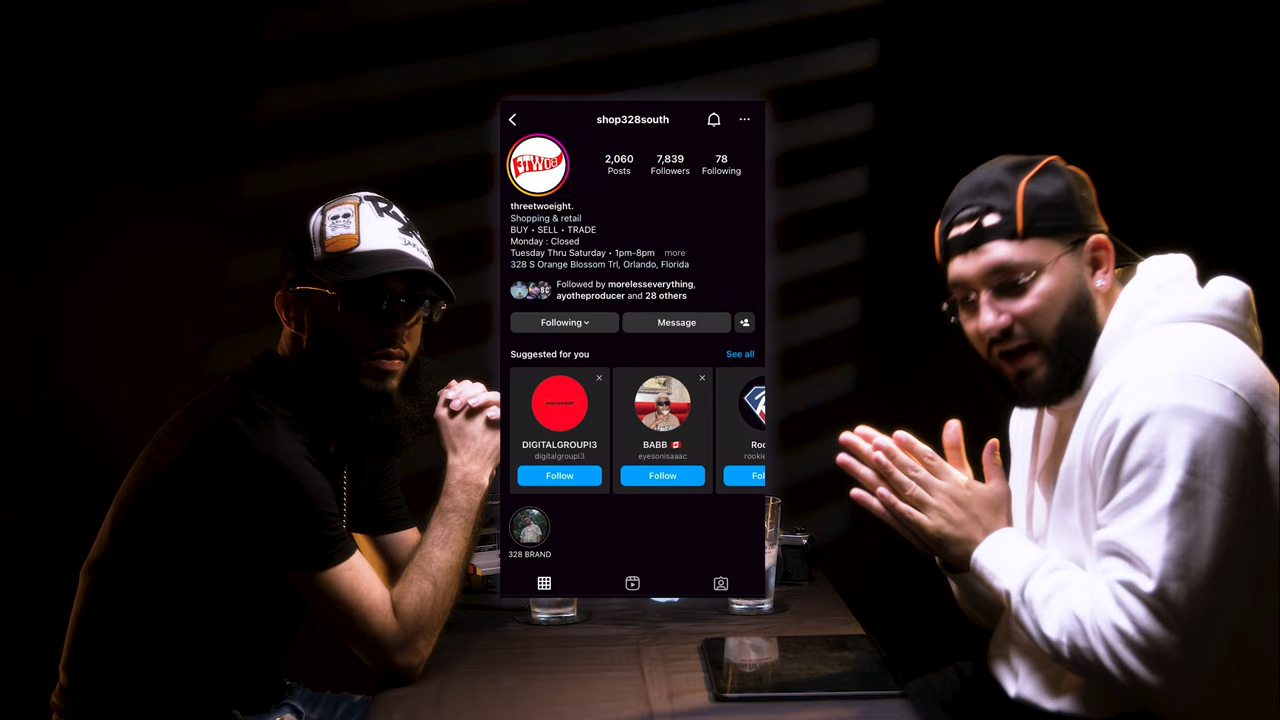 shop328south
3TWO8
2,060
Posts
7,839
Followers
78
Following
threetwoeight.
Shopping & retail
BUY • SELL • TRADE
Monday : Closed
Tuesday Thru Saturday • 1pm-8pm more
328 S Orange Blossom Trl, Orlando, Florida
Followed by morelesseverything,
ayotheproducer and 28 others
Following
Message
Suggested for you
See all
DIGITALGROUPI3
digitalgroupi3
Follow
BABB 🇨🇦
eyesonisaaac
Follow
328 BRAND